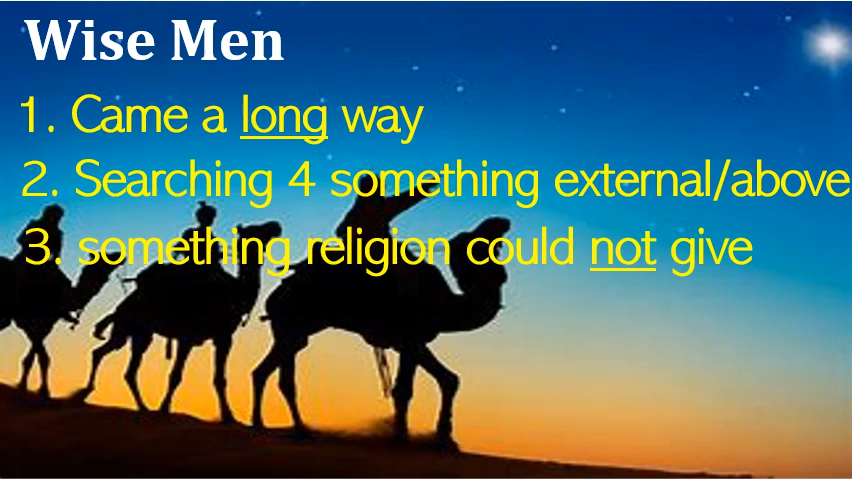 Wise Men
1. Came a long way
2. Searching 4 something external/above
3. something religion could not give